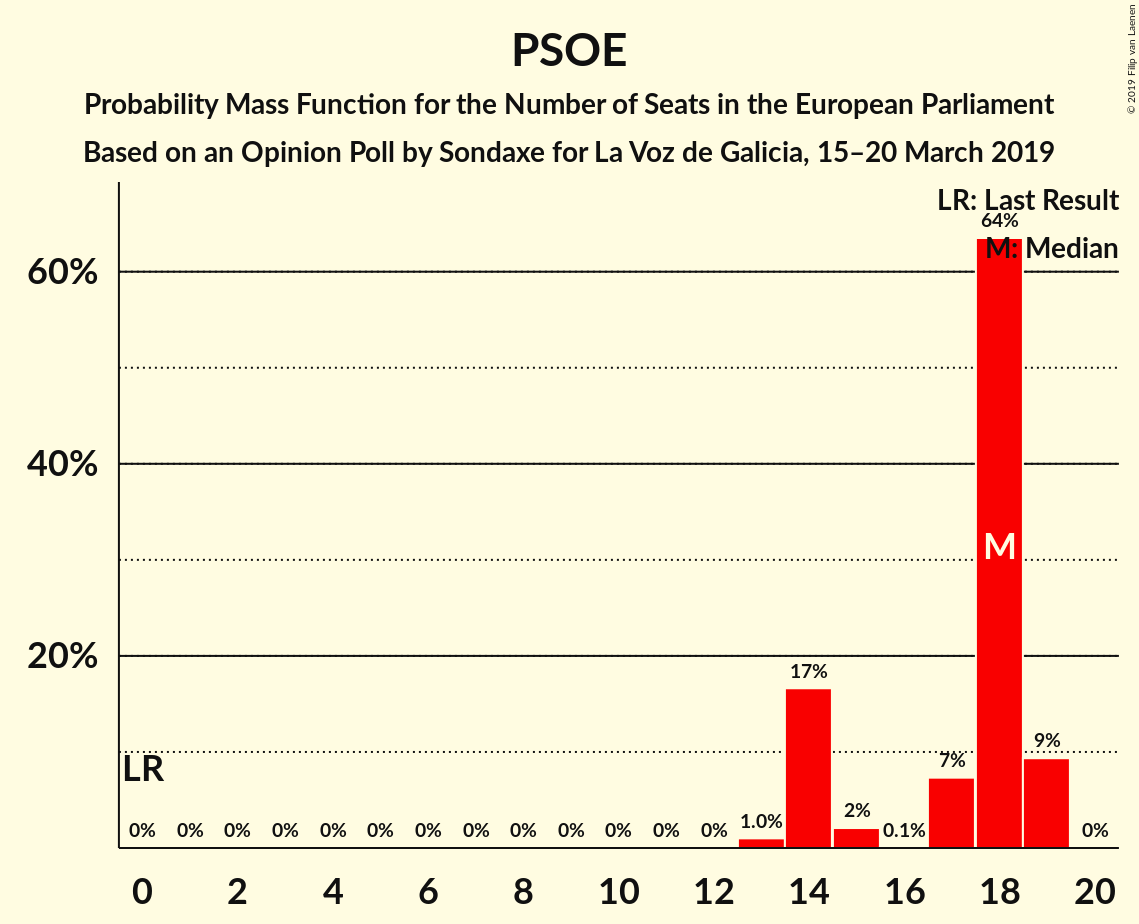 PSOE
Probability Mass Function for the Number of Seats in the European Parliament
Based on an Opinion Poll by Sondaxe for La Voz de Galicia, 15–20 March 2019
© 2019 Filip van Laenen
LR: Last Result
M: Median
60%
40%
20%
64%
M
17%
9%
7%
LR
2%
1.0%
0% 0% 0% 0% 0% 0% 0% 0% 0% 0% 0% 0% 0% 0.1% 0%
0 2 4 6 8 10 12 14 16 18 20